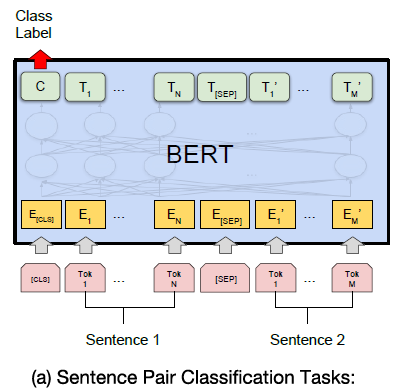 Class
Label
C T1 ... TN T[SEP] T1' ... TM'
...
BERT
...
E[CLS] E1 ... EN E[SEP] E1' ... EM'
[CLS] Tok 1 ... Tok N [SEP] Tok 1 ... Tok M
Sentence 1 Sentence 2
(a) Sentence Pair Classification Tasks: